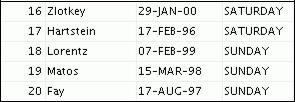 16 Zlotkey 29-JAN-00 SATURDAY
17 Hartstein 17-FEB-96 SATURDAY
18 Lorentz 07-FEB-99 SUNDAY
19 Matos 15-MAR-98 SUNDAY
20 Fay 17-AUG-97 SUNDAY